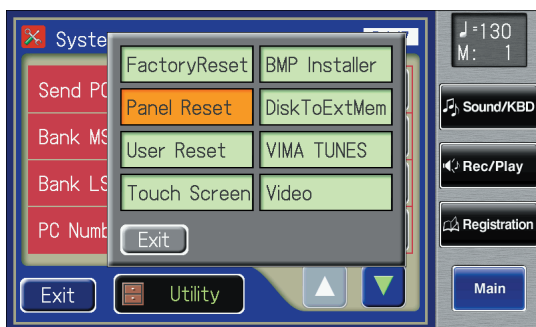 Syste
♩=130
M: 1
FactoryReset BMP Installer
Send PC
Panel Reset DiskToExtMem
Sound/KBD
Bank MS
User Reset VIMA TUNES
Rec/Play
Bank LS
Touch Screen Video
PC Numb
Exit
Registration
Exit
Utility
Main